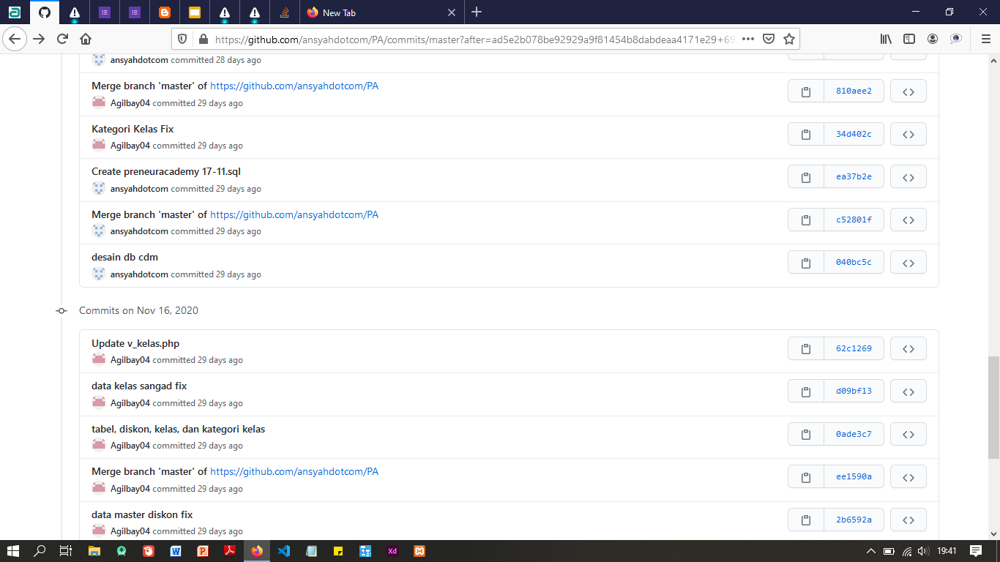 New Tab
https://github.com/ansyahdotcom/PA/commits/master?after=ad5e2b078be92929a9f81454b8dabdeaa4171e29+69
ansyahdotcom committed 28 days ago
Merge branch 'master' of https://github.com/ansyahdotcom/PA
810aee2
Agilbay04 committed 29 days ago
Kategori Kelas Fix
34d402c
Agilbay04 committed 29 days ago
Create preneuracademy 17-11.sql
ea37b2e
ansyahdotcom committed 29 days ago
Merge branch 'master' of https://github.com/ansyahdotcom/PA
c52801f
ansyahdotcom committed 29 days ago
desain db cdm
040bc5c
ansyahdotcom committed 29 days ago
Commits on Nov 16, 2020
Update v_kelas.php
62c1269
Agilbay04 committed 29 days ago
data kelas sangad fix
d09bf13
Agilbay04 committed 29 days ago
tabel, diskon, kelas, dan kategori kelas
0ade3c7
Agilbay04 committed 29 days ago
Merge branch 'master' of https://github.com/ansyahdotcom/PA
ee1590a
Agilbay04 committed 29 days ago
data master diskon fix
2b6592a
Agilbay04 committed 29 days ago
Xd
19:41